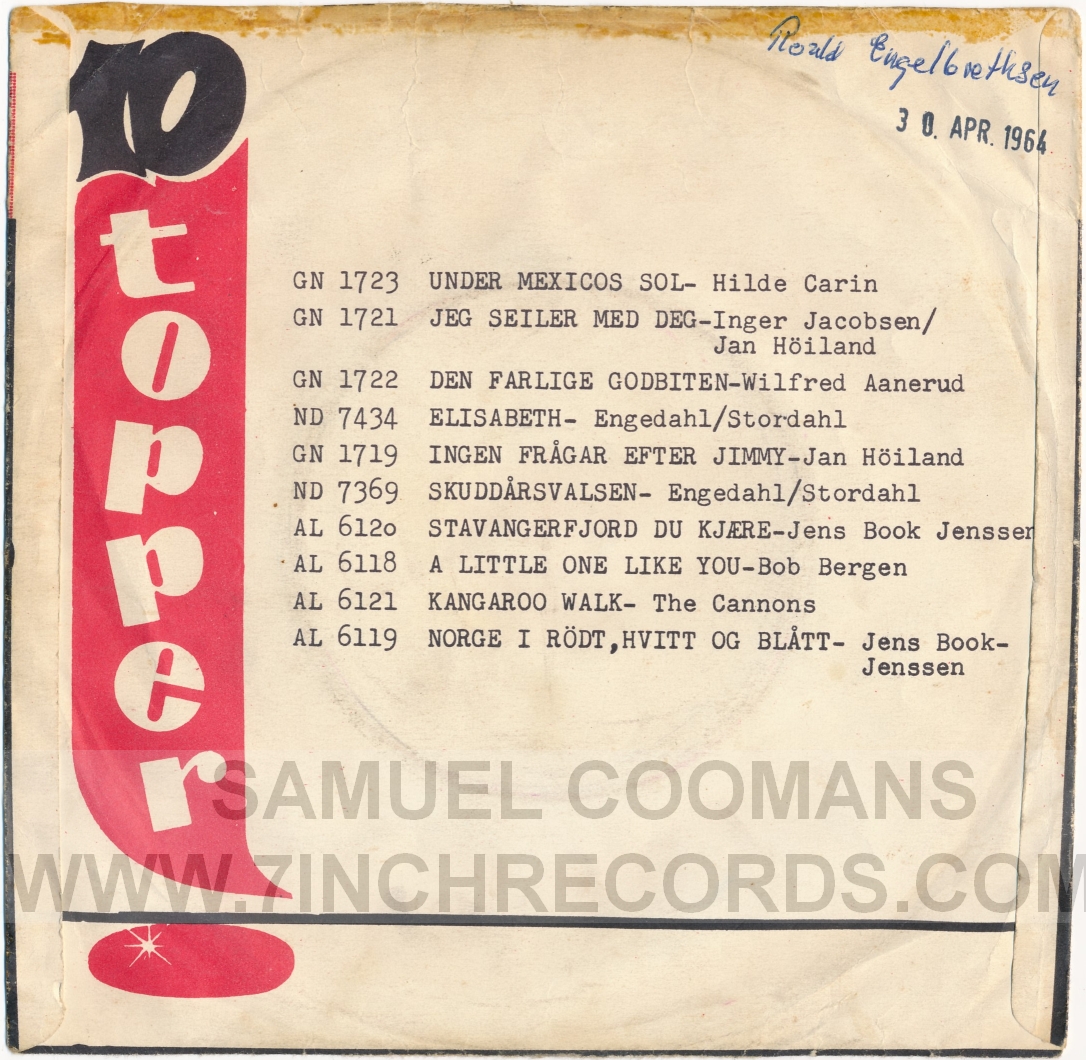 10
topper
Roald Engelbrethsen
30. APR. 1964
GN 1723 UNDER MEXICOS SOL- Hilde Carin
GN 1721 JEG SEILER MED DEG-Inger Jacobsen/
Jan Höiland
GN 1722 DEN FARLIGE GODBITEN-Wilfred Aanerud
ND 7434 ELISABETH- Engedahl/Stordahl
GN 1719 INGEN FRÅGAR EFTER JIMMY-Jan Höiland
ND 7369 SKUDDÅRSVALSEN- Engedahl/Stordahl
AL 6120 STAVANGERFJORD DU KJÆRE-Jens Book Jenssen
AL 6118 A LITTLE ONE LIKE YOU-Bob Bergen
AL 6121 KANGAROO WALK- The Cannons
AL 6119 NORGE I RÖDT,HVITT OG BLÅTT- Jens Book-
Jenssen
SAMUEL COOMANS
WWW.7INCHRECORDS.COM